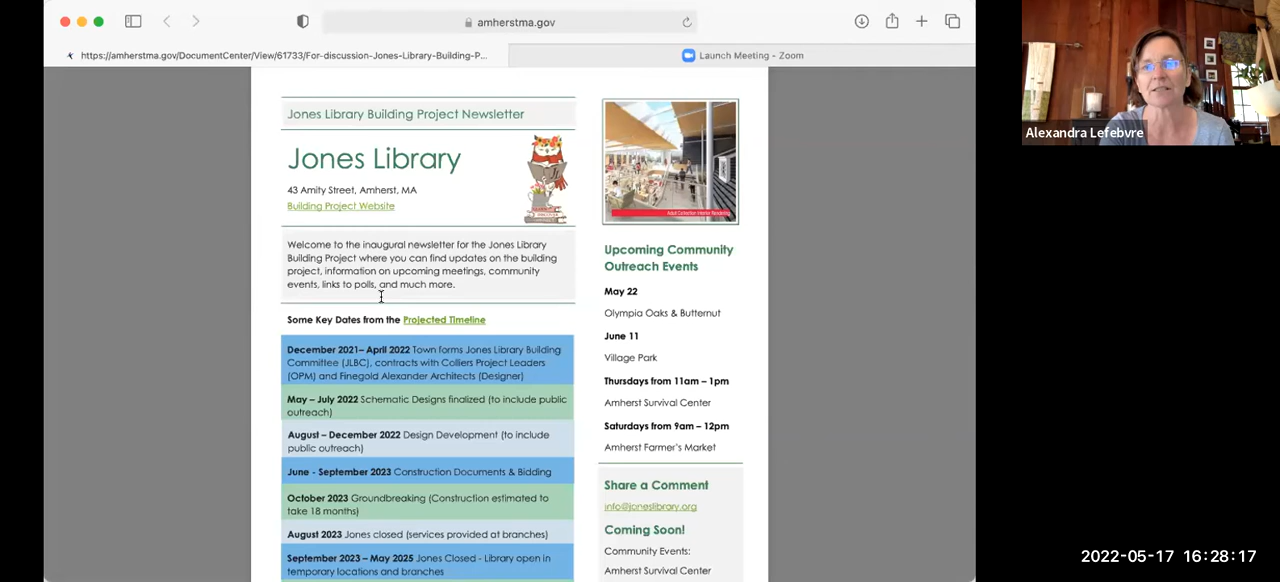 amherstma.gov
https://amherstma.gov/DocumentCenter/View/61733/For-discussion-Jones-Library-Building-P...
Launch Meeting - Zoom
Jones Library Building Project Newsletter
Jones Library
43 Amity Street, Amherst, MA
Building Project Website
Welcome to the inaugural newsletter for the Jones Library
Building Project where you can find updates on the building
project, information on upcoming meetings, community
events, links to polls, and much more.
Some Key Dates from the Projected Timeline
December 2021– April 2022 Town forms Jones Library Building
Committee (JLBC), contracts with Colliers Project Leaders
(OPM) and Finegold Alexander Architects (Designer)
May – July 2022 Schematic Designs finalized (to include public
outreach)
August – December 2022 Design Development (to include
public outreach)
June - September 2023 Construction Documents & Bidding
October 2023 Groundbreaking (Construction estimated to
take 18 months)
August 2023 Jones closed (services provided at branches)
September 2023 – May 2025 Jones Closed - Library open in
temporary locations and branches
Adult Collection Interior Rendering
Upcoming Community
Outreach Events
May 22
Olympia Oaks & Butternut
June 11
Village Park
Thursdays from 11am – 1pm
Amherst Survival Center
Saturdays from 9am – 12pm
Amherst Farmer's Market
Share a Comment
info@joneslibrary.org
Coming Soon!
Community Events:
Amherst Survival Center
Alexandra Lefebvre
2022-05-17 16:28:17